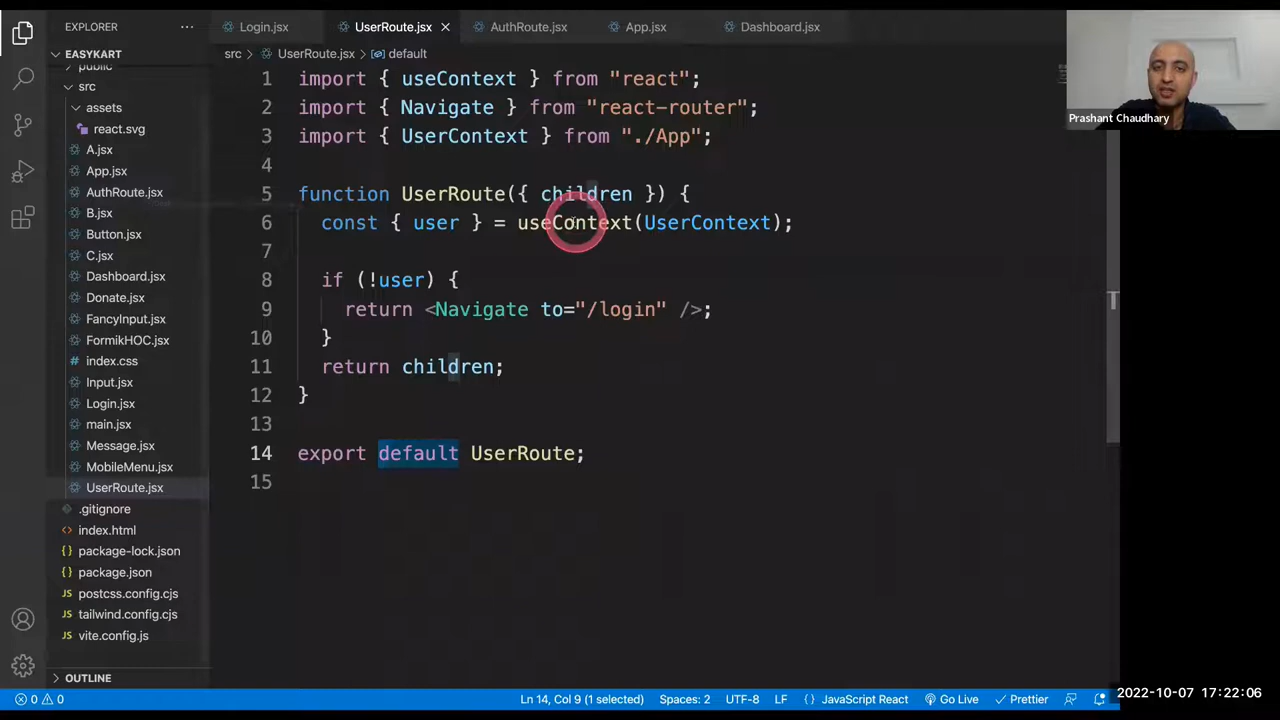 EXPLORER
Login.jsx
UserRoute.jsx
AuthRoute.jsx
App.jsx
Dashboard.jsx
EASYKART
src > UserRoute.jsx > default
public
src
assets
react.svg
A.jsx
App.jsx
AuthRoute.jsx
B.jsx
Button.jsx
C.jsx
Dashboard.jsx
Donate.jsx
FancyInput.jsx
FormikHOC.jsx
index.css
Input.jsx
Login.jsx
main.jsx
Message.jsx
MobileMenu.jsx
UserRoute.jsx
.gitignore
index.html
package-lock.json
package.json
postcss.config.cjs
tailwind.config.cjs
vite.config.js
OUTLINE
1 import { useContext } from "react";
2 import { Navigate } from "react-router";
3 import { UserContext } from "./App";
4
5 function UserRoute({ children }) {
6 const { user } = useContext(UserContext);
7
8 if (!user) {
9 return <Navigate to="/login" />;
10 }
11 return children;
12 }
13
14 export default UserRoute;
15
Prashant Chaudhary
0 0
Ln 14, Col 9 (1 selected)
Spaces: 2
UTF-8
LF
{ } JavaScript React
Go Live
Prettier
2022-10-07 17:22:06